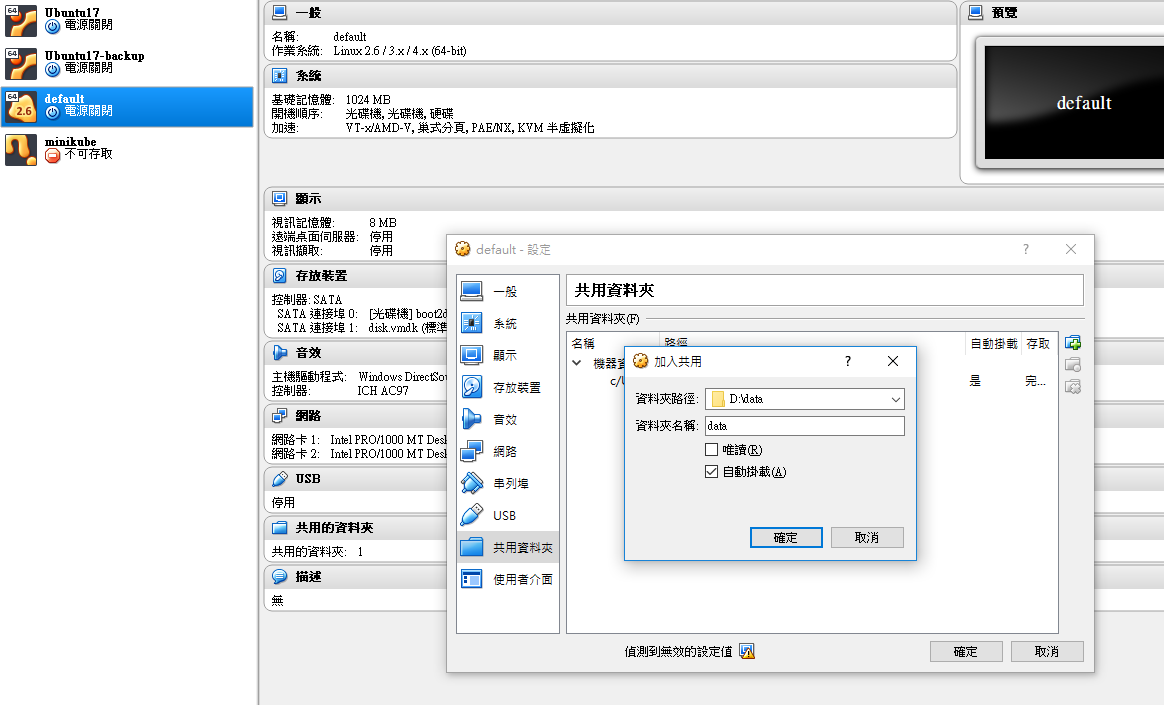 64
Ubuntu17
電源關閉
64
Ubuntu17-backup
電源關閉
64
2.6
default
電源關閉
minikube
不可存取
一般
名稱: default
作業系統: Linux 2.6 / 3.x / 4.x (64-bit)
系統
基礎記憶體: 1024 MB
開機順序: 光碟機, 光碟機, 硬碟
加速: VT-x/AMD-V, 巢式分頁, PAE/NX, KVM 半虛擬化
預覽
default
顯示
視訊記憶體: 8 MB
遠端桌面伺服器: 停用
視訊擷取: 停用
存放裝置
控制器: SATA
SATA 連接埠 0: [光碟機] boot2d
SATA 連接埠 1: disk.vmdk (標準
音效
主機驅動程式: Windows DirectSou
控制器: ICH AC97
網路
網路卡 1: Intel PRO/1000 MT Desk
網路卡 2: Intel PRO/1000 MT Desk
USB
停用
共用的資料夾
共用的資料夾: 1
描述
無
default - 設定
?
一般
系統
顯示
存放裝置
音效
網路
串列埠
USB
共用資料夾
使用者介面
共用資料夾
共用資料夾(F)
名稱 路徑 自動掛載 存取
機器資
c/U 是 完...
加入共用
?
資料夾路徑: D:\data
資料夾名稱: data
唯讀(R)
自動掛載(A)
確定 取消
偵測到無效的設定值
確定 取消